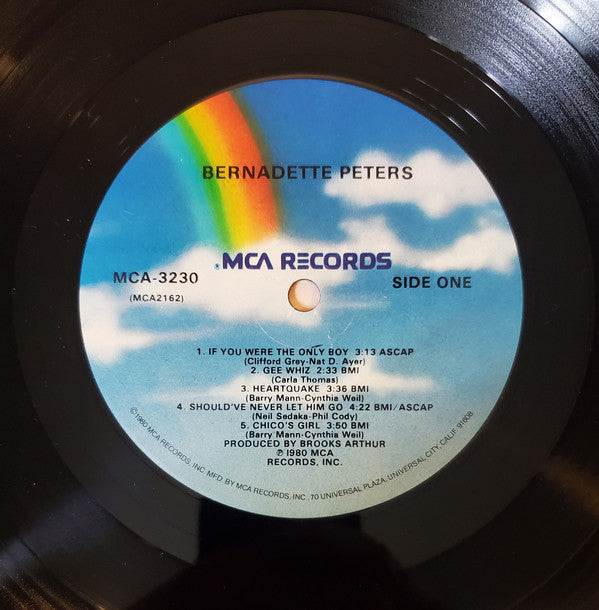 BERNADETTE PETERS
MCA RECORDS
MCA-3230
SIDE ONE
(MCA2162)
1. IF YOU WERE THE ONLY BOY 3:13 ASCAP
(Clifford Grey-Nat D. Ayer)
2. GEE WHIZ 2:33 BMI
(Carla Thomas)
3. HEARTQUAKE 3:36 BMI
(Barry Mann-Cynthia Weil)
4. SHOULD'VE NEVER LET HIM GO 4:22 BMI/ASCAP
(Neil Sedaka-Phil Cody)
5. CHICO'S GIRL 3:50 BMI
(Barry Mann-Cynthia Weil)
PRODUCED BY BROOKS ARTHUR
℗ 1980 MCA
RECORDS, INC.
©1980 MCA RECORDS, INC. MFD. BY MCA RECORDS, INC., 70 UNIVERSAL PLAZA, UNIVERSAL CITY, CALIF. 91608